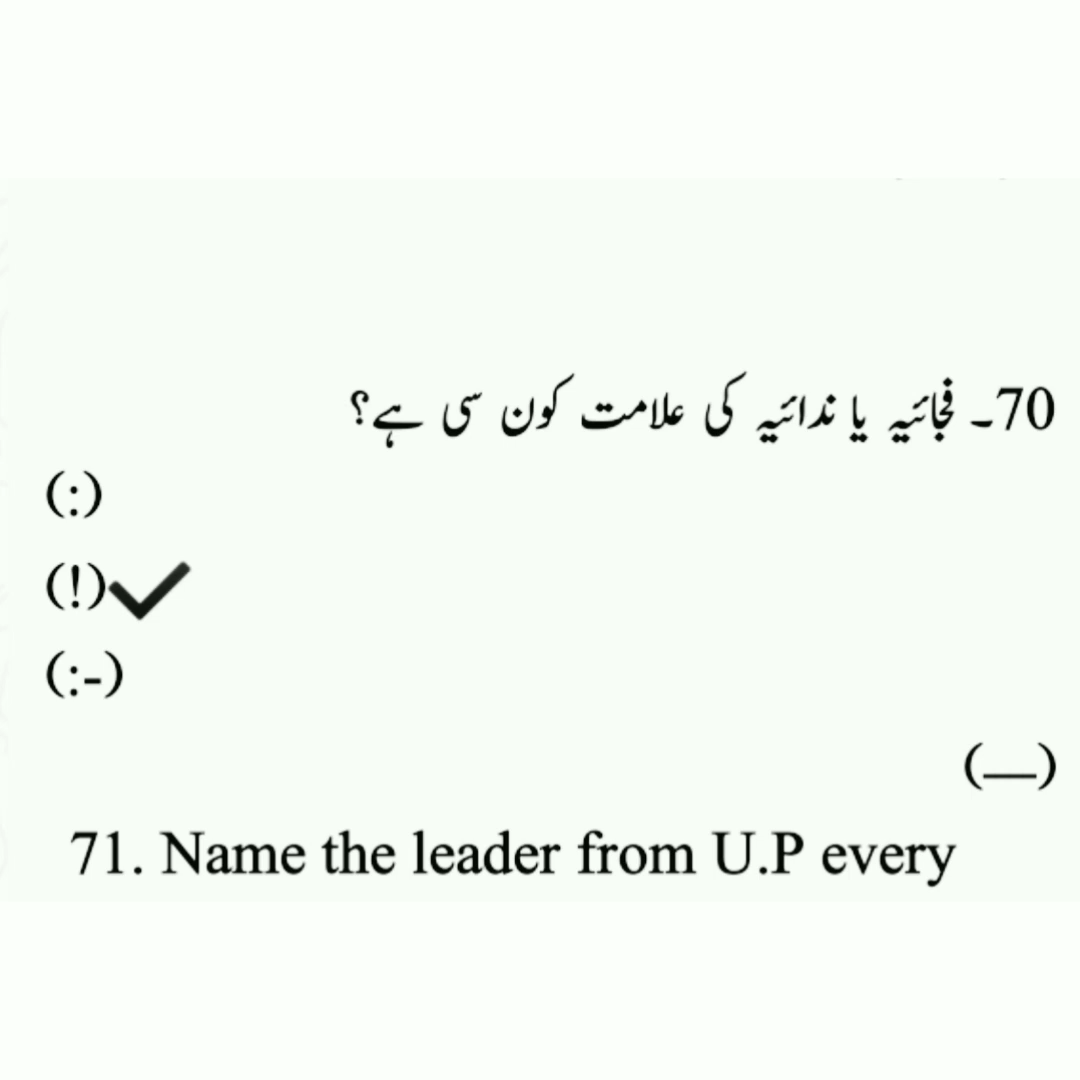 70۔ فجائیہ یا ندائیہ کی علامت کون سی ہے؟
(:)
(!)✔
(:-)
(—)
71. Name the leader from U.P every